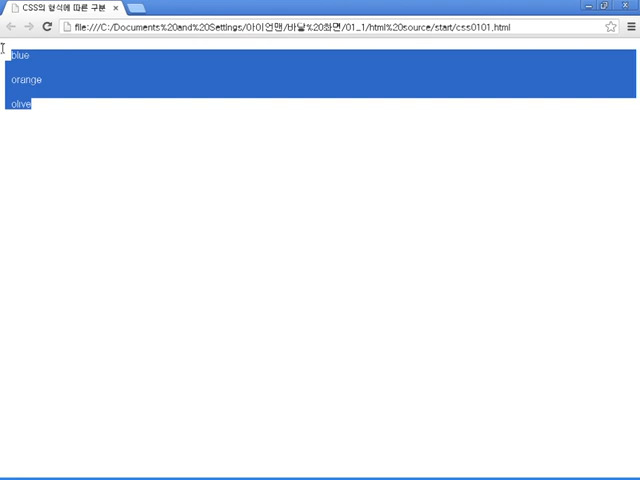 CSS의 형식에 따른 구분
file:///C:/Documents%20and%20Settings/아이언맨/바탕%20화면/01_1/html%20source/start/css0101.html
blue
orange
olive